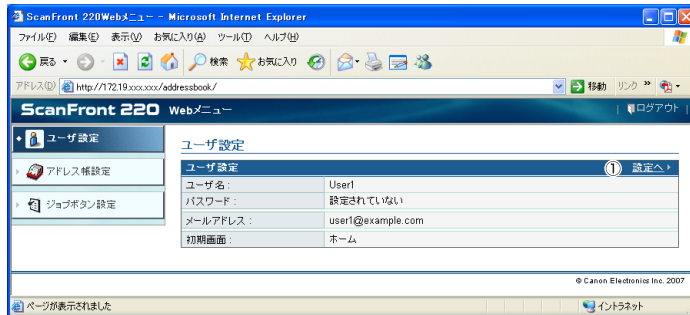 ScanFront 220Webメニュー - Microsoft Internet Explorer
ファイル(F) 編集(E) 表示(V) お気に入り(A) ツール(T) ヘルプ(H)
戻る 検索 お気に入り
アドレス(D) http://172.19.xxx.xxx/addressbook/ 移動 リンク »
ScanFront 220 Webメニュー ログアウト
ユーザ設定
アドレス帳設定
ジョブボタン設定
ユーザ設定
ユーザ設定 ① 設定へ
ユーザ名: User1
パスワード: 設定されていない
メールアドレス: user1@example.com
初期画面: ホーム
© Canon Electronics Inc. 2007
ページが表示されました イントラネット